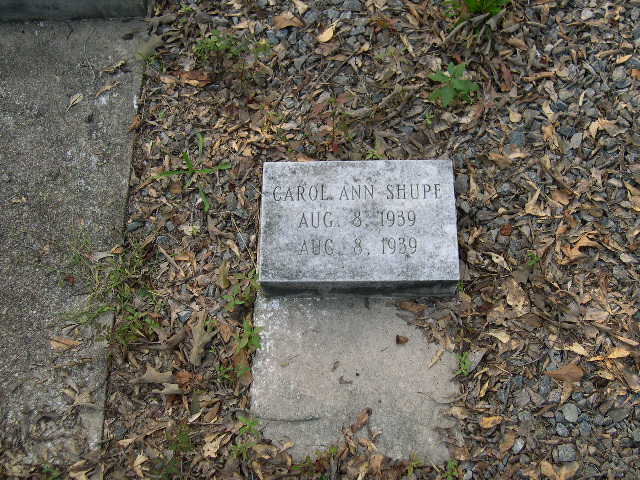 CAROL ANN SHUPE
AUG. 8, 1939
AUG. 8, 1939